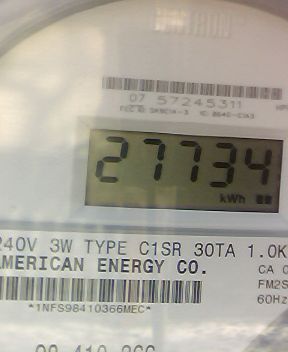 07 57245311
27734
kWh
240V 3W TYPE C1SR 30TA 1.0K
AMERICAN ENERGY CO.
CA
FM2S
60Hz
*1NFS98410366MEC*